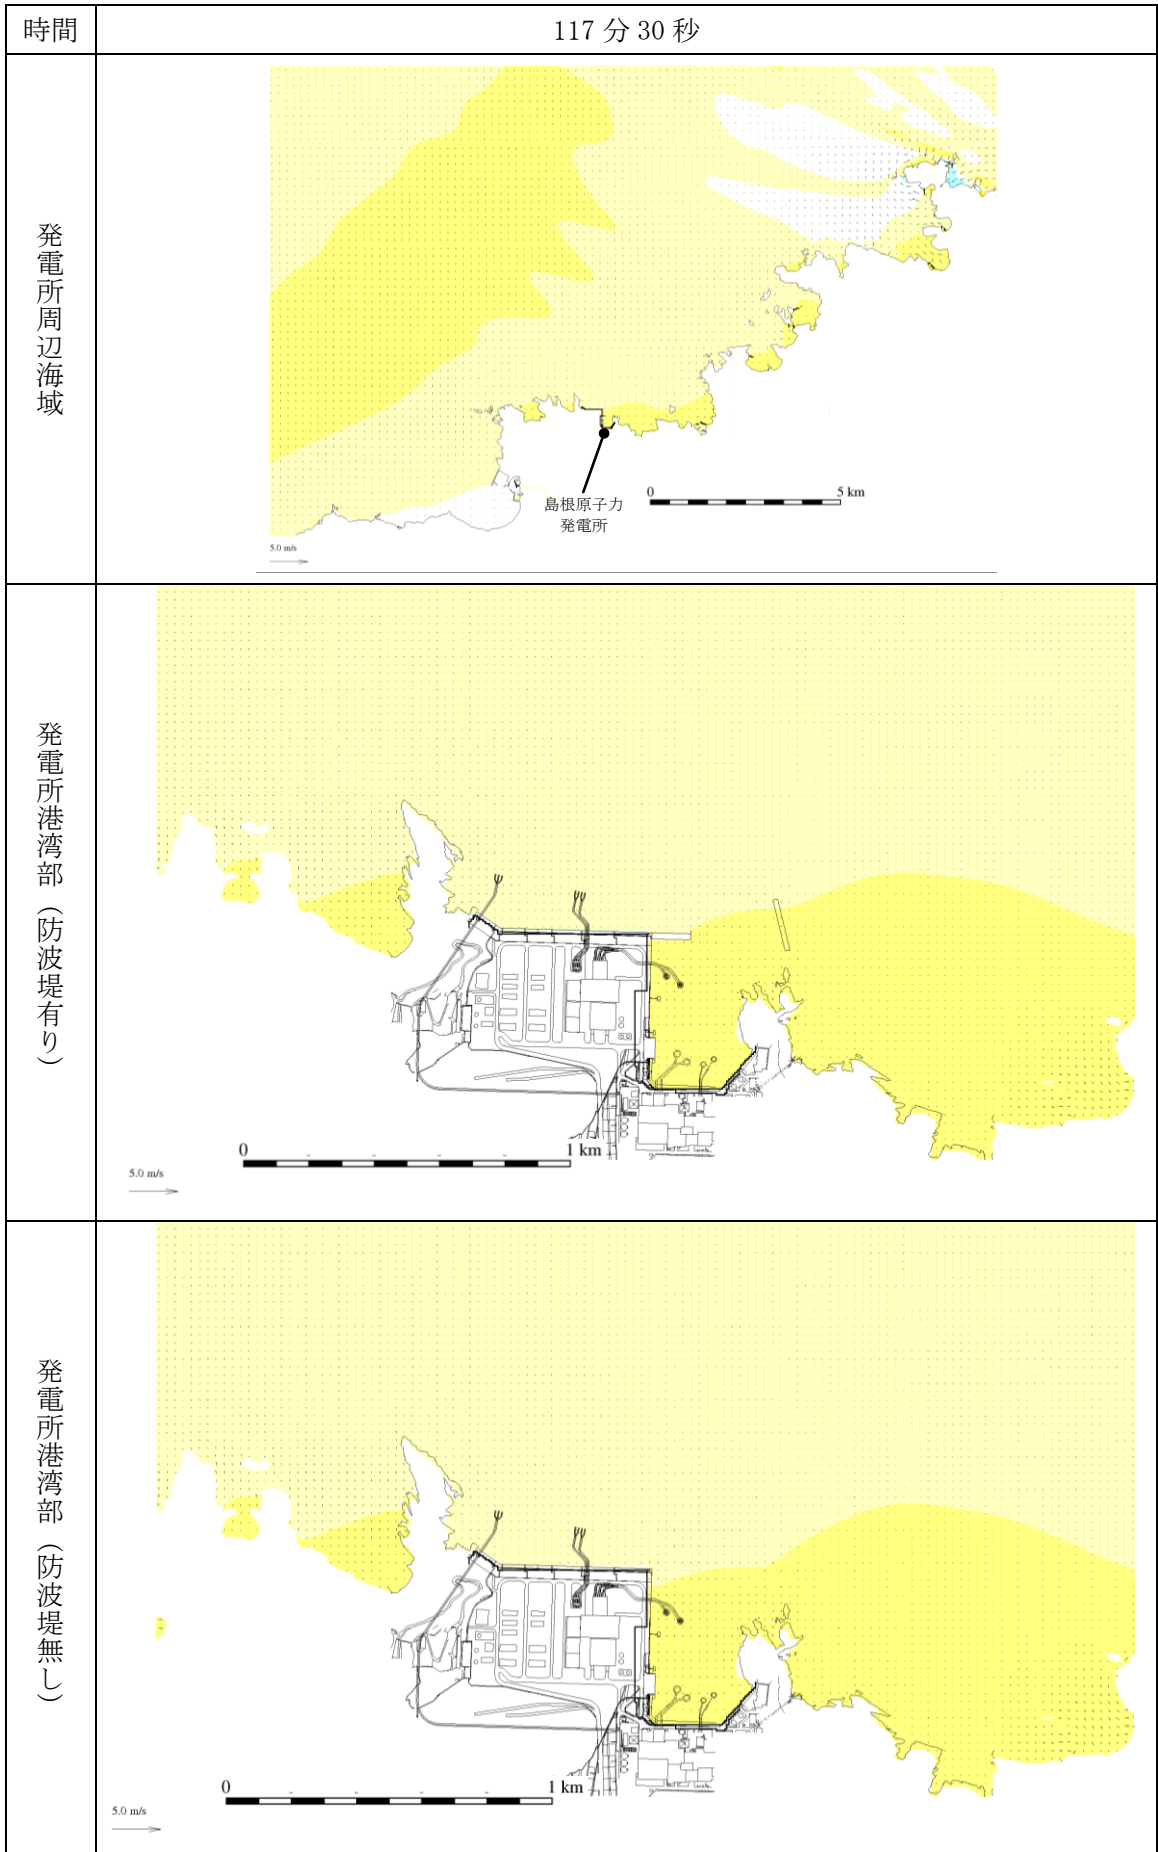 時間
117 分 30 秒
発電所周辺海域
島根原子力
発電所
0
5 km
5.0 m/s
発電所港湾部（防波堤有り）
0
1 km
5.0 m/s
発電所港湾部（防波堤無し）
0
1 km
5.0 m/s